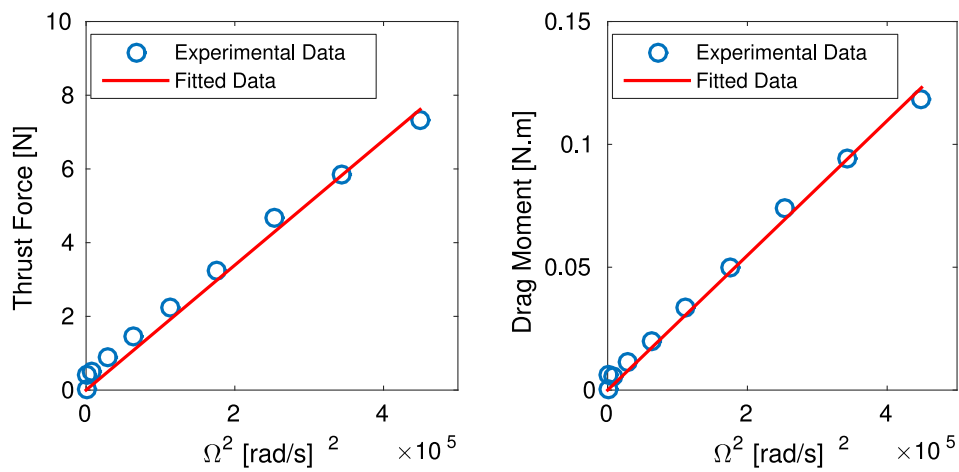 10
8
6
4
2
0
Thrust Force [N]
Experimental Data
Fitted Data
0 2 4
Ω² [rad/s] ² ×10⁵
0.15
0.1
0.05
0
Drag Moment [N.m]
Experimental Data
Fitted Data
0 2 4
Ω² [rad/s] ² ×10⁵